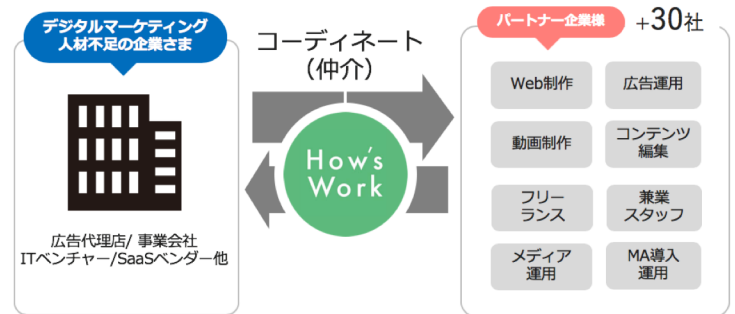 デジタルマーケティング
人材不足の企業さま
広告代理店/ 事業会社
ITベンチャー/SaaSベンダー他
コーディネート
（仲介）
How's
Work
パートナー企業様
+30社
Web制作
広告運用
動画制作
コンテンツ
編集
フリー
ランス
兼業
スタッフ
メディア
運用
MA導入
運用